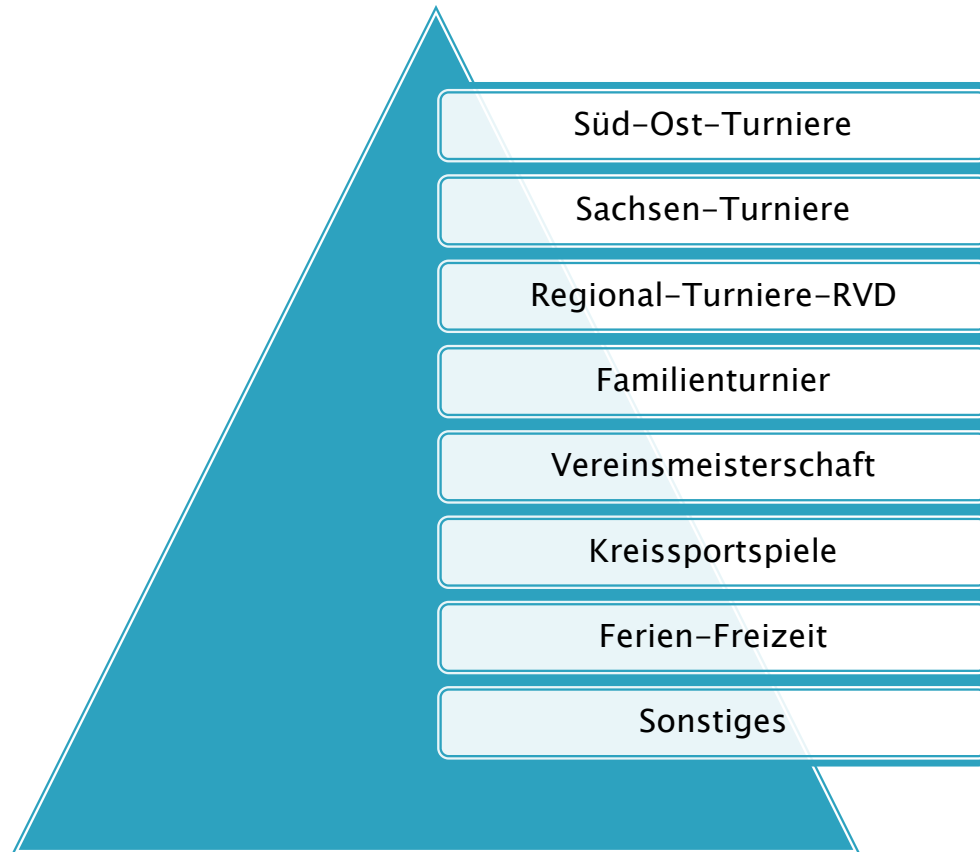 Süd-Ost-Turniere
Sachsen-Turniere
Regional-Turniere-RVD
Familienturnier
Vereinsmeisterschaft
Kreissportspiele
Ferien-Freizeit
Sonstiges